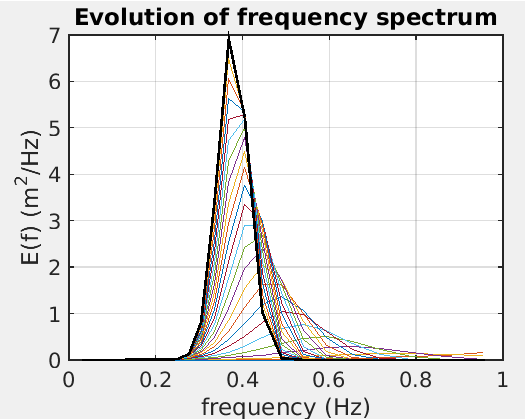 Evolution of frequency spectrum
7
6
5
4
3
2
1
0
E(f) (m²/Hz)
0 0.2 0.4 0.6 0.8 1
frequency (Hz)